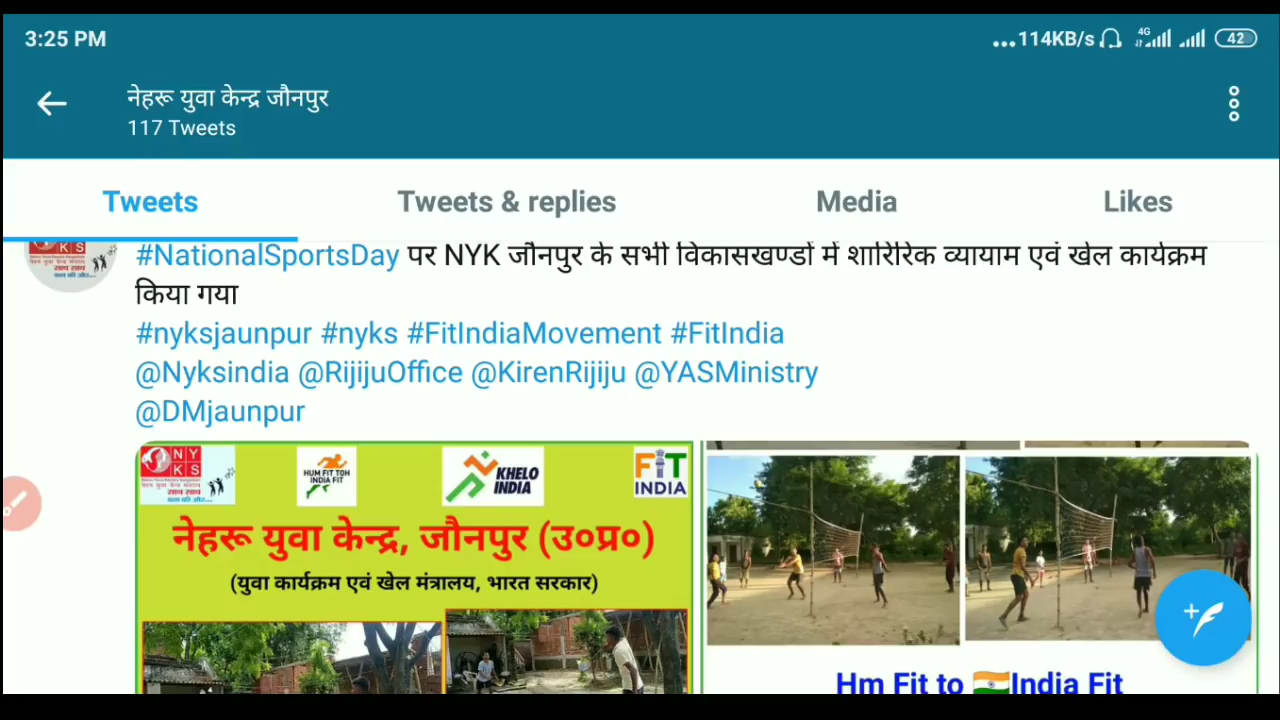 3:25 PM
...114KB/s 4G 42
नेहरू युवा केन्द्र जौनपुर
117 Tweets
Tweets Tweets & replies Media Likes
#NationalSportsDay पर NYK जौनपुर के सभी विकासखण्डों में शारिरिक व्यायाम एवं खेल कार्यक्रम
किया गया
#nyksjaunpur #nyks #FitIndiaMovement #FitIndia
@Nyksindia @RijijuOffice @KirenRijiju @YASMinistry
@DMjaunpur
NY
KS
साथ साथ
HUM FIT TOH
INDIA FIT
KHELO
INDIA
FIT
INDIA
नेहरू युवा केन्द्र, जौनपुर (उ०प्र०)
(युवा कार्यक्रम एवं खेल मंत्रालय, भारत सरकार)
Hm Fit to India Fit